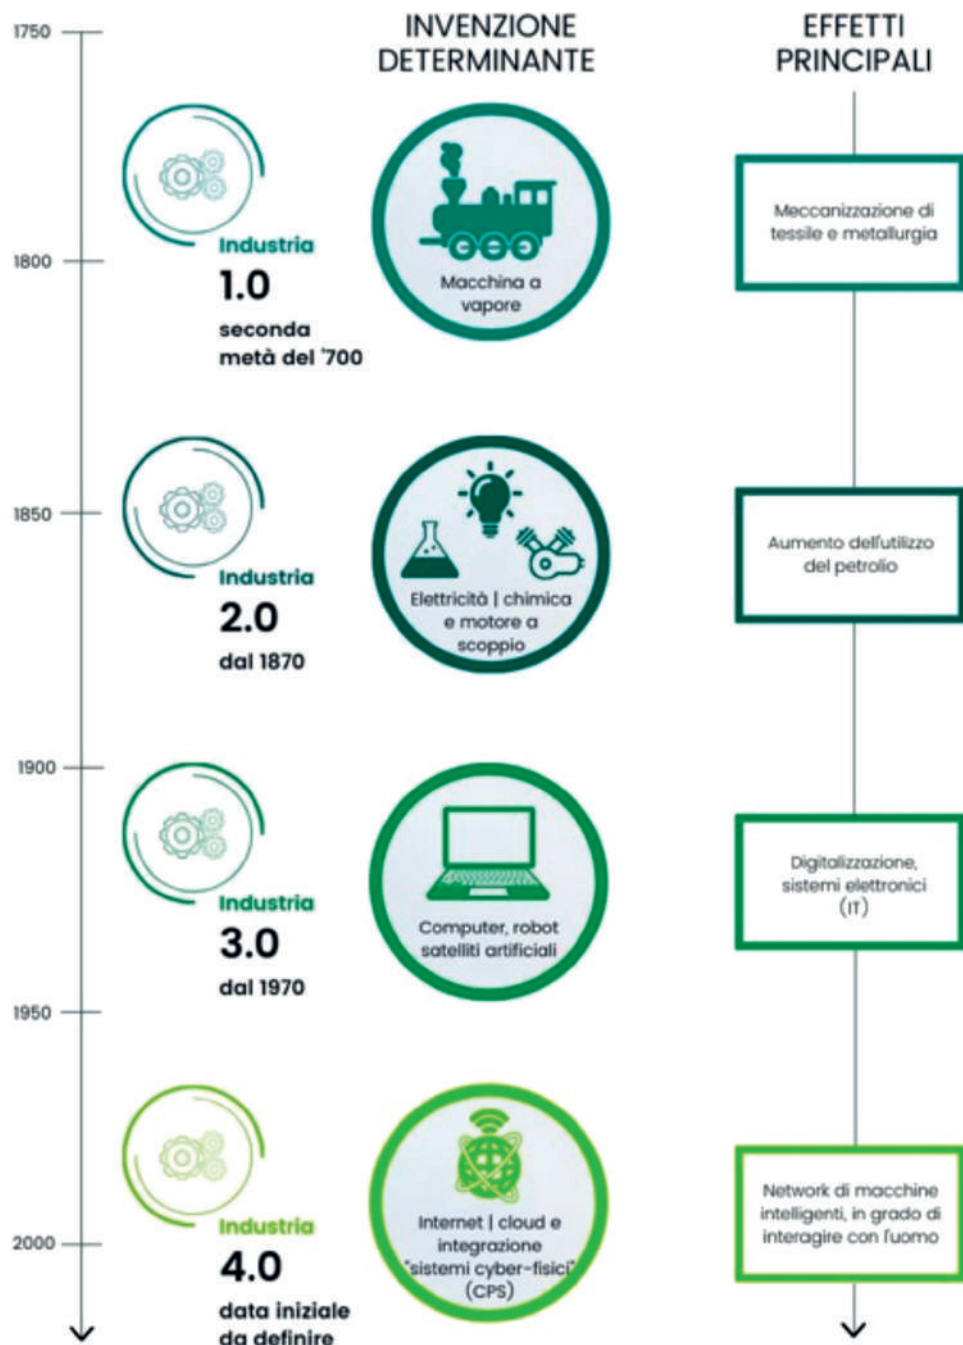 1750
INVENZIONE
DETERMINANTE
EFFETTI
PRINCIPALI
Industria
1.0
seconda
metà del '700
Macchina a
vapore
Meccanizzazione di
tessile e metallurgia
1800
1850
Industria
2.0
dal 1870
Elettricità | chimica
e motore a
scoppio
Aumento dell'utilizzo
del petrolio
1900
Industria
3.0
dal 1970
Computer, robot
satelliti artificiali
Digitalizzazione,
sistemi elettronici
(IT)
1950
Industria
4.0
data iniziale
da definire
Internet | cloud e
integrazione
"sistemi cyber-fisici"
(CPS)
Network di macchine
intelligenti, in grado di
interagire con l'uomo
2000